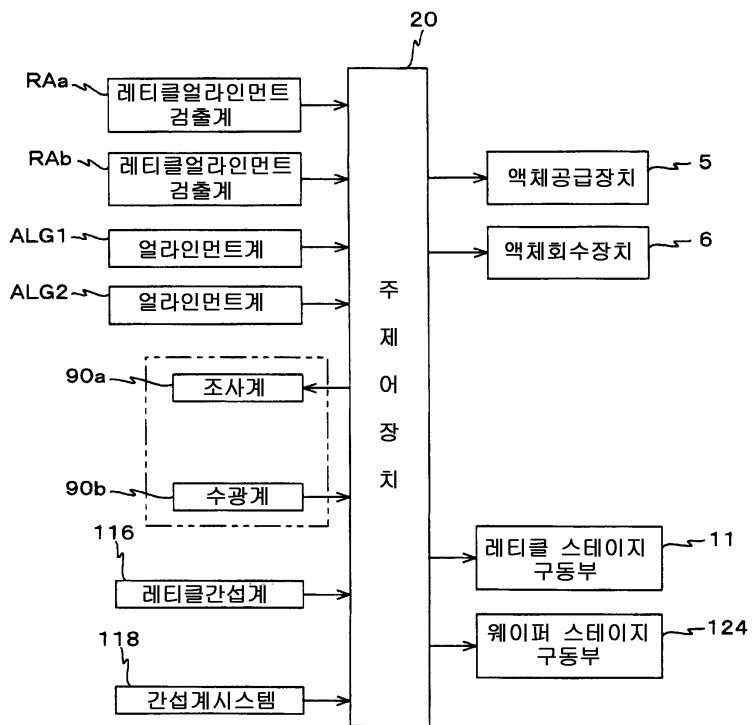 20
RAa
레티클얼라인먼트
검출계
RAb
레티클얼라인먼트
검출계
액체공급장치
5
ALG1
얼라인먼트계
액체회수장치
6
ALG2
얼라인먼트계
주
제
어
장
치
90a
조사계
90b
수광계
116
레티클간섭계
레티클 스테이지
구동부
11
118
간섭계시스템
웨이퍼 스테이지
구동부
124